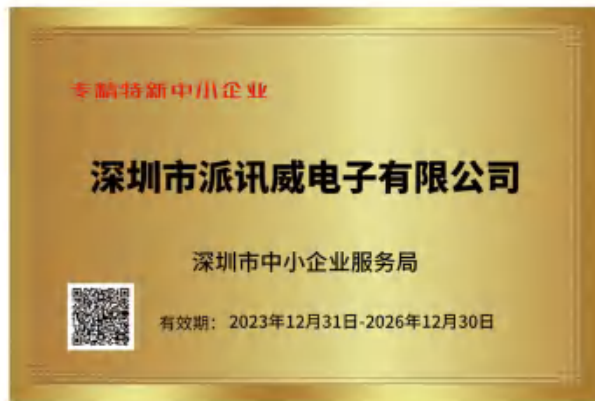 专精特新中小企业
深圳市派讯威电子有限公司
深圳市中小企业服务局
有效期：2023年12月31日-2026年12月30日